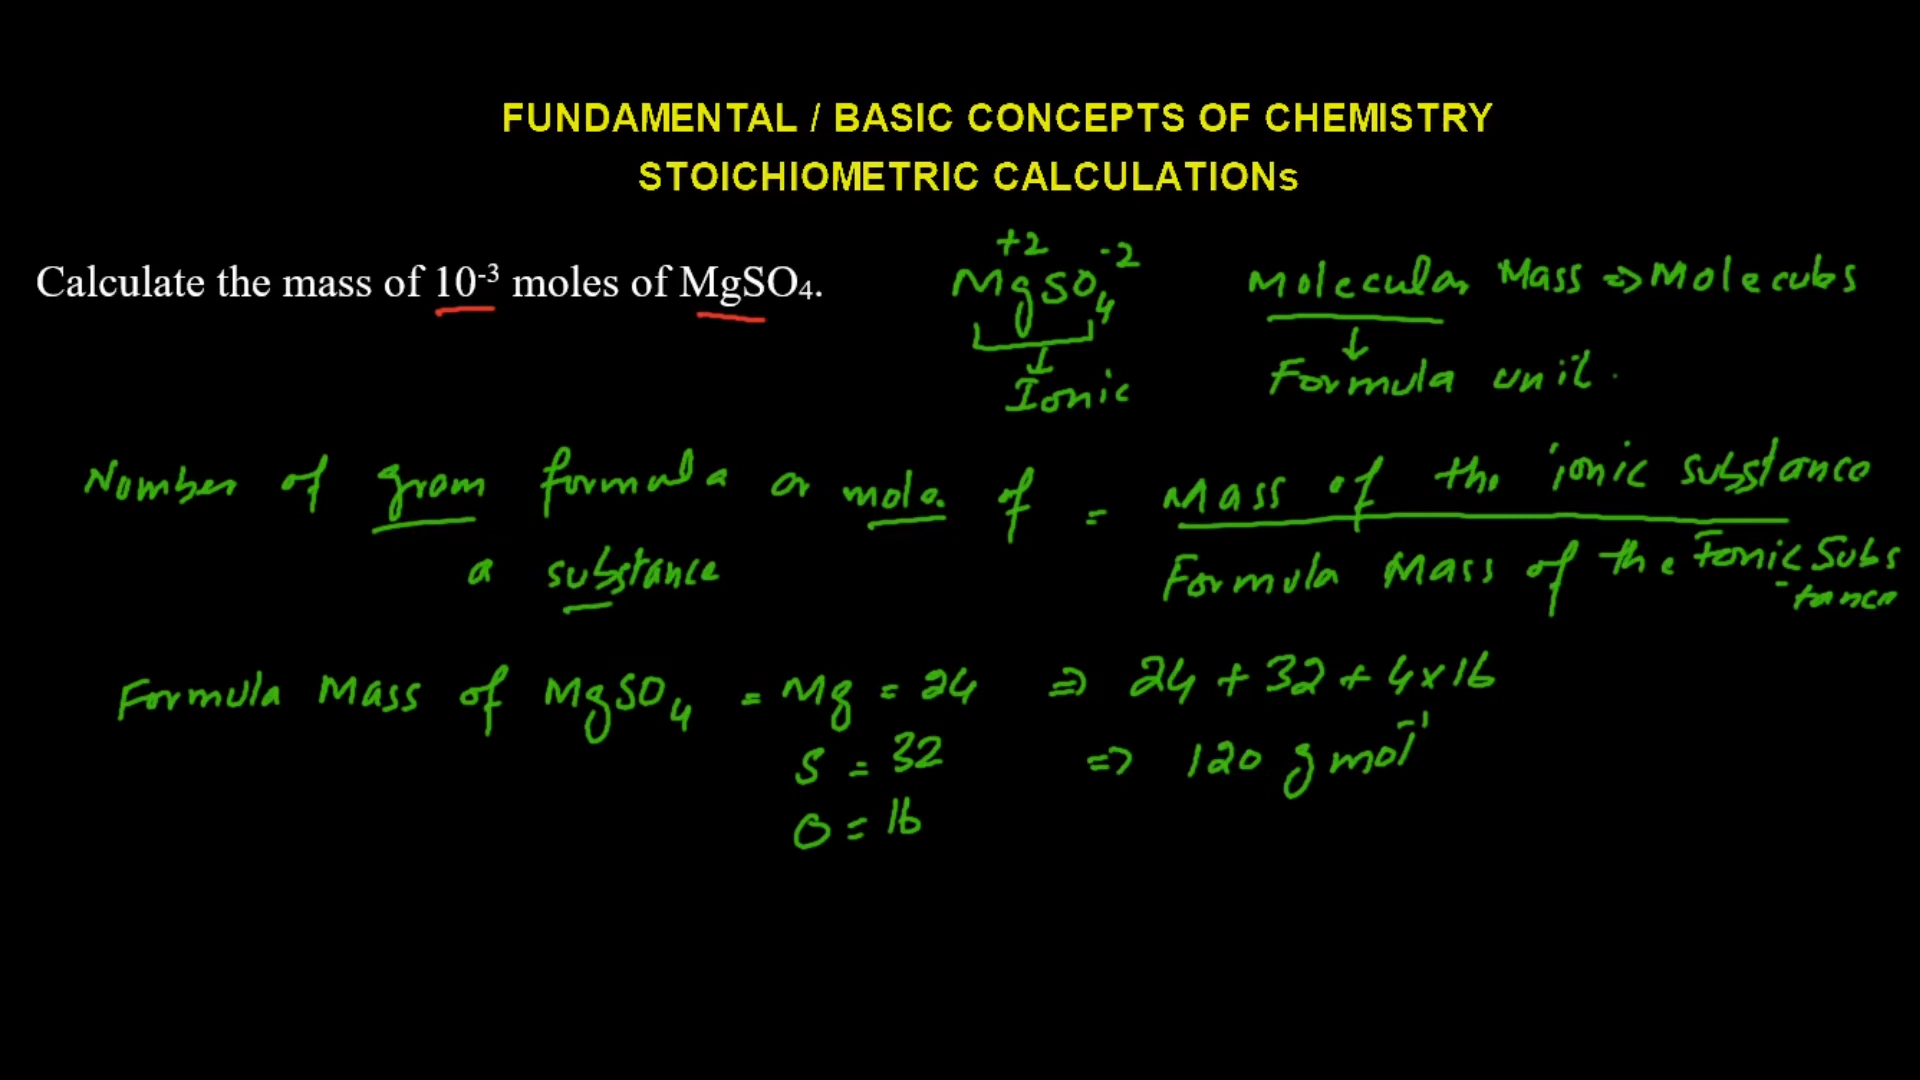 FUNDAMENTAL / BASIC CONCEPTS OF CHEMISTRY
STOICHIOMETRIC CALCULATIONs
Calculate the mass of 10⁻³ moles of MgSO₄.
+2 -2
MgSO₄
Ionic
Molecular Mass ⇒ Molecules
↓
Formula unit.
Number of gram formula or mole of = Mass of the ionic substance
a substance
Formula Mass of the Ionic Subs
-tance
Formula Mass of MgSO₄ = Mg = 24 ⇒ 24 + 32 + 4 x 16
S = 32 ⇒ 120 g mol⁻¹
O = 16